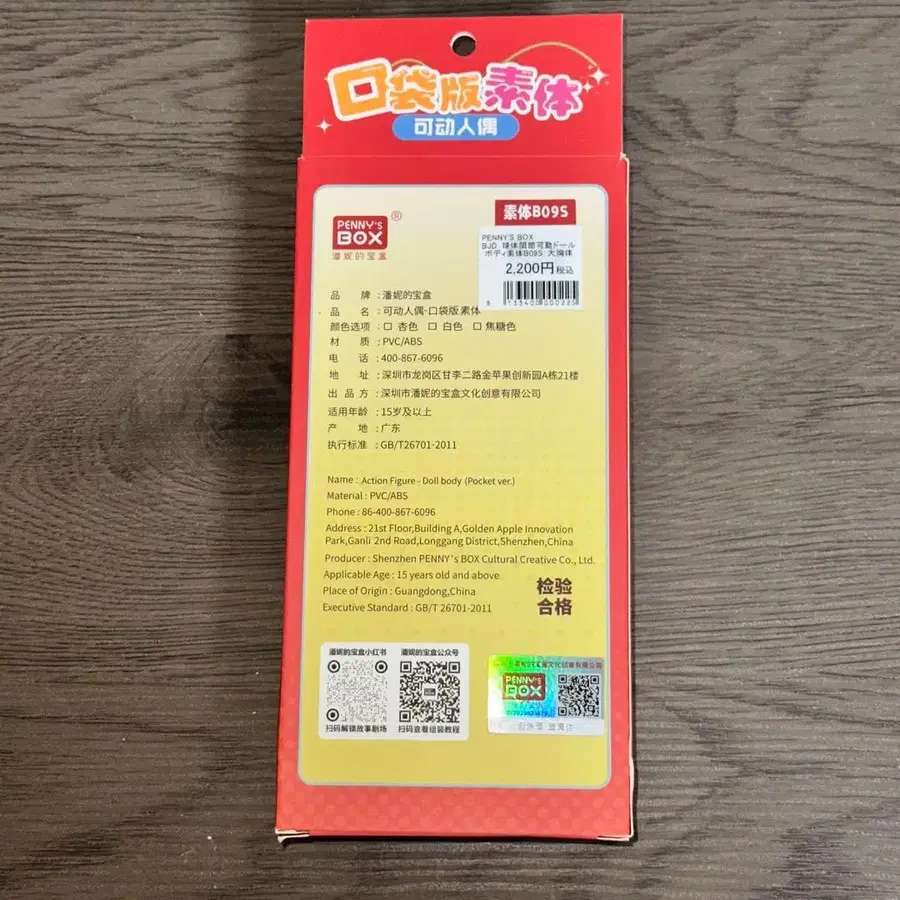 口袋版素体
可动人偶
素体B09S
PENNY'S
BOX
®
潘妮的宝盒
PENNY'S BOX
BJD 球体関節可動ドール
ボディ素体B09S 大胸体
2,200円税込
品 牌 : 潘妮的宝盒
品 名 : 可动人偶-口袋版 素体
颜色选项 : 口 杏色 口 白色 口 焦糖色
材 质 : PVC/ABS
电 话 : 400-867-6096
地 址 : 深圳市龙岗区甘李二路金苹果创新园A栋21楼
出 品 方 : 深圳市潘妮的宝盒文化创意有限公司
适用年龄 : 15岁及以上
产 地 : 广东
执行标准 : GB/T26701-2011
Name : Action Figure - Doll body (Pocket ver.)
Material : PVC/ABS
Phone : 86-400-867-6096
Address : 21st Floor,Building A,Golden Apple Innovation
Park,Ganli 2nd Road,Longgang District,Shenzhen,China
Producer : Shenzhen PENNY's BOX Cultural Creative Co., Ltd.
Applicable Age : 15 years old and above
Place of Origin : Guangdong,China
Executive Standard : GB/T 26701-2011
检验
合格
潘妮的宝盒小红书
扫码解锁故事剧场
潘妮的宝盒公众号
扫码查看组装教程
PENNY'S
BOX